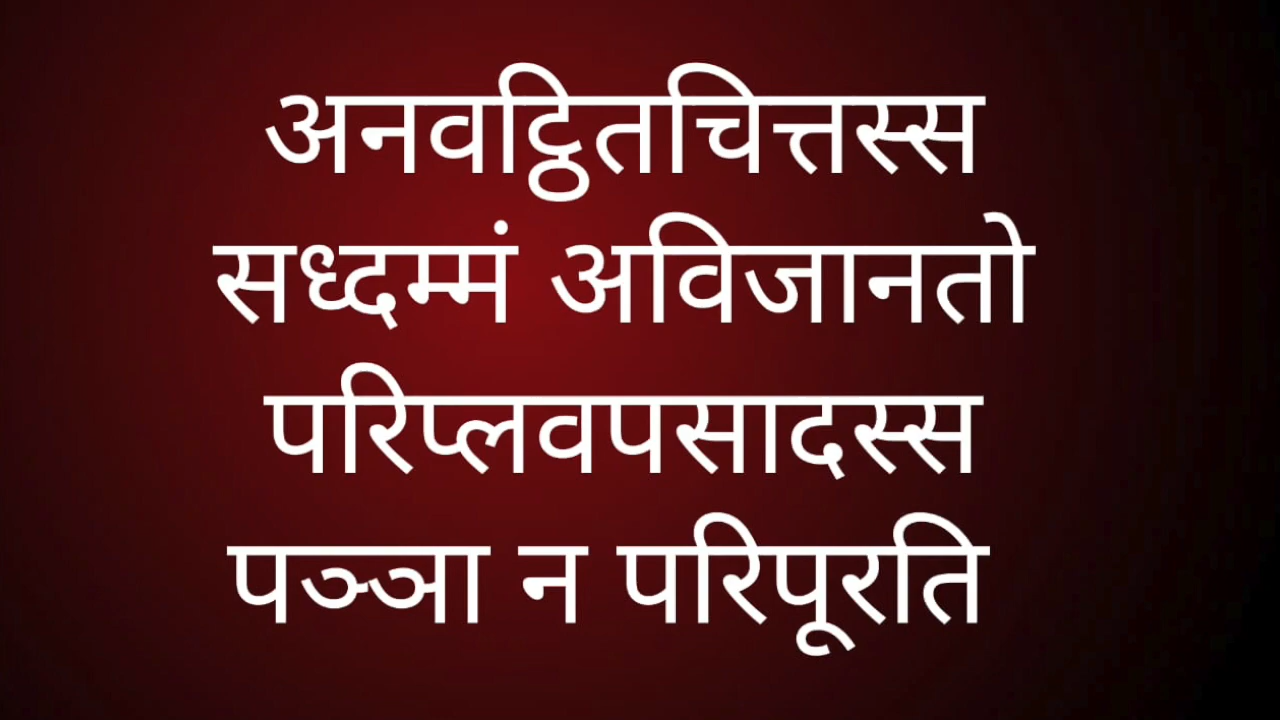 अनवट्ठितचित्तस्स
सध्दम्मं अविजानतो
परिप्लवपसादस्स
पञ्ञा न परिपूरति